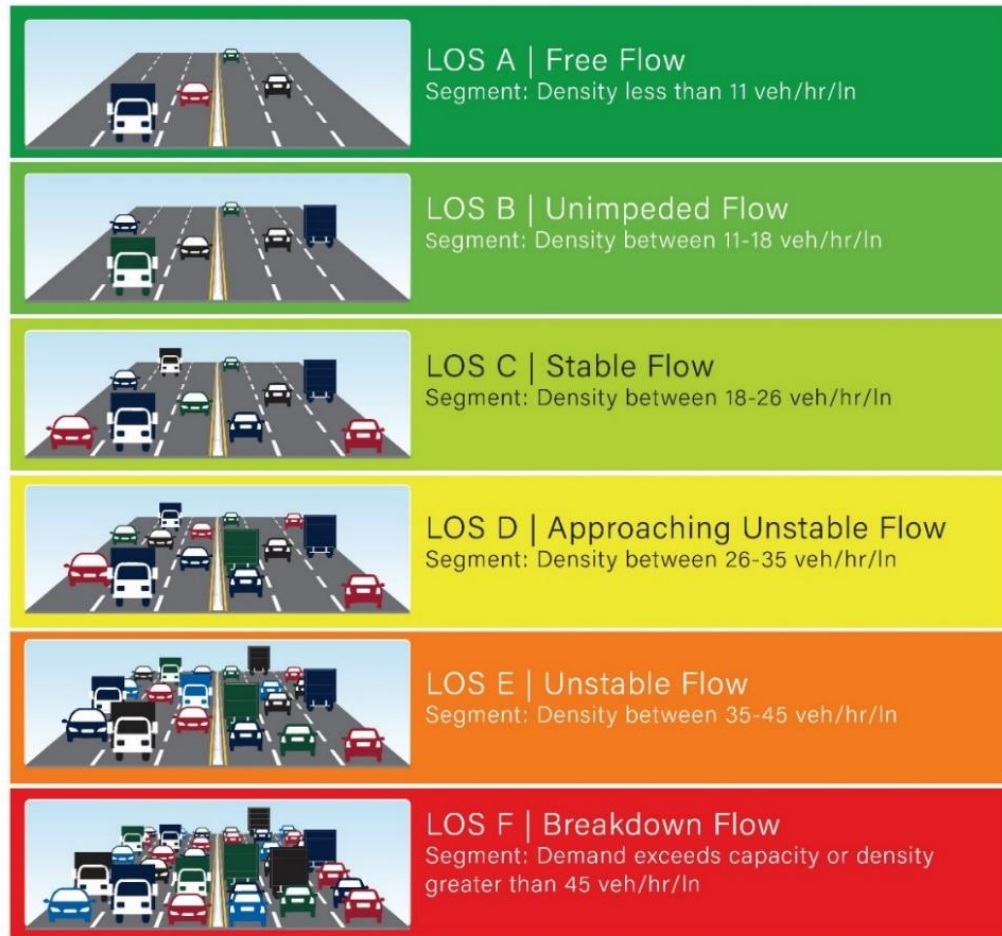 LOS A | Free Flow
Segment: Density less than 11 veh/hr/ln
LOS B | Unimpeded Flow
Segment: Density between 11-18 veh/hr/ln
LOS C | Stable Flow
Segment: Density between 18-26 veh/hr/ln
LOS D | Approaching Unstable Flow
Segment: Density between 26-35 veh/hr/ln
LOS E | Unstable Flow
Segment: Density between 35-45 veh/hr/ln
LOS F | Breakdown Flow
Segment: Demand exceeds capacity or density
greater than 45 veh/hr/ln